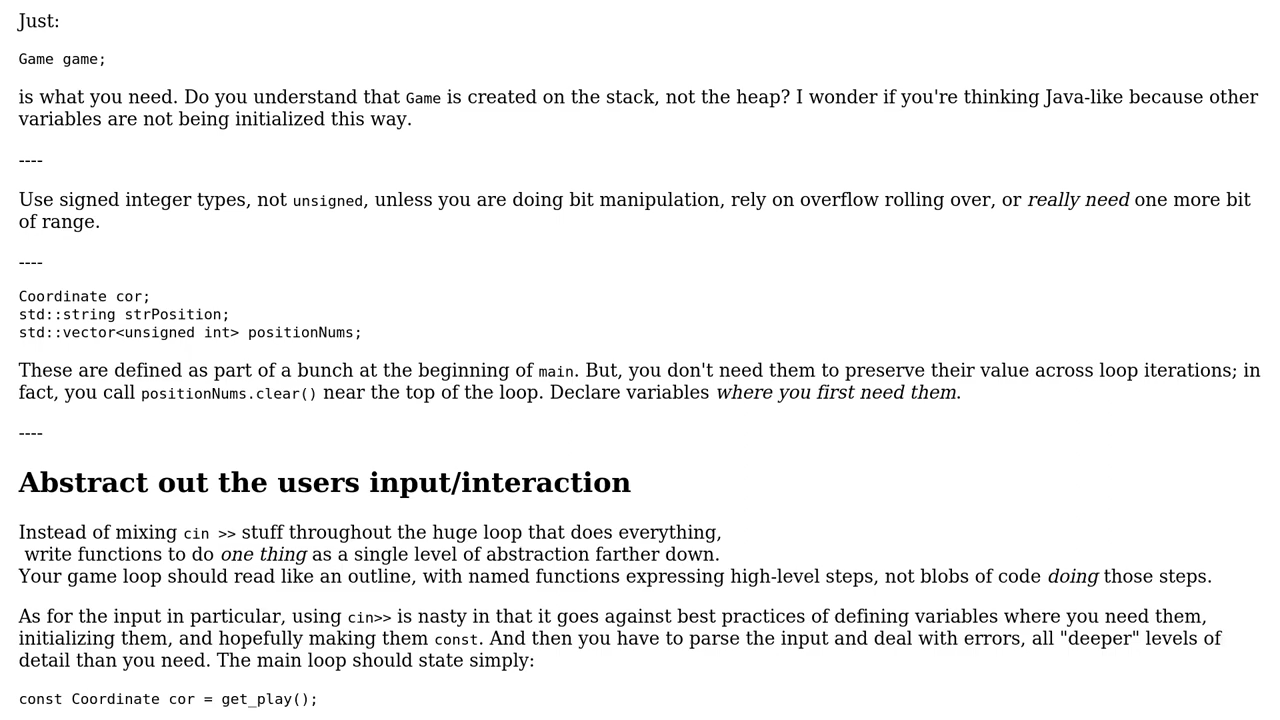 Just:
Game game;
is what you need. Do you understand that Game is created on the stack, not the heap? I wonder if you're thinking Java-like because other
variables are not being initialized this way.
----
Use signed integer types, not unsigned, unless you are doing bit manipulation, rely on overflow rolling over, or really need one more bit
of range.
----
Coordinate cor;
std::string strPosition;
std::vector<unsigned int> positionNums;
These are defined as part of a bunch at the beginning of main. But, you don't need them to preserve their value across loop iterations; in
fact, you call positionNums.clear() near the top of the loop. Declare variables where you first need them.
----
Abstract out the users input/interaction
Instead of mixing cin >> stuff throughout the huge loop that does everything,
write functions to do one thing as a single level of abstraction farther down.
Your game loop should read like an outline, with named functions expressing high-level steps, not blobs of code doing those steps.
As for the input in particular, using cin>> is nasty in that it goes against best practices of defining variables where you need them,
initializing them, and hopefully making them const. And then you have to parse the input and deal with errors, all "deeper" levels of
detail than you need. The main loop should state simply:
const Coordinate cor = get_play();